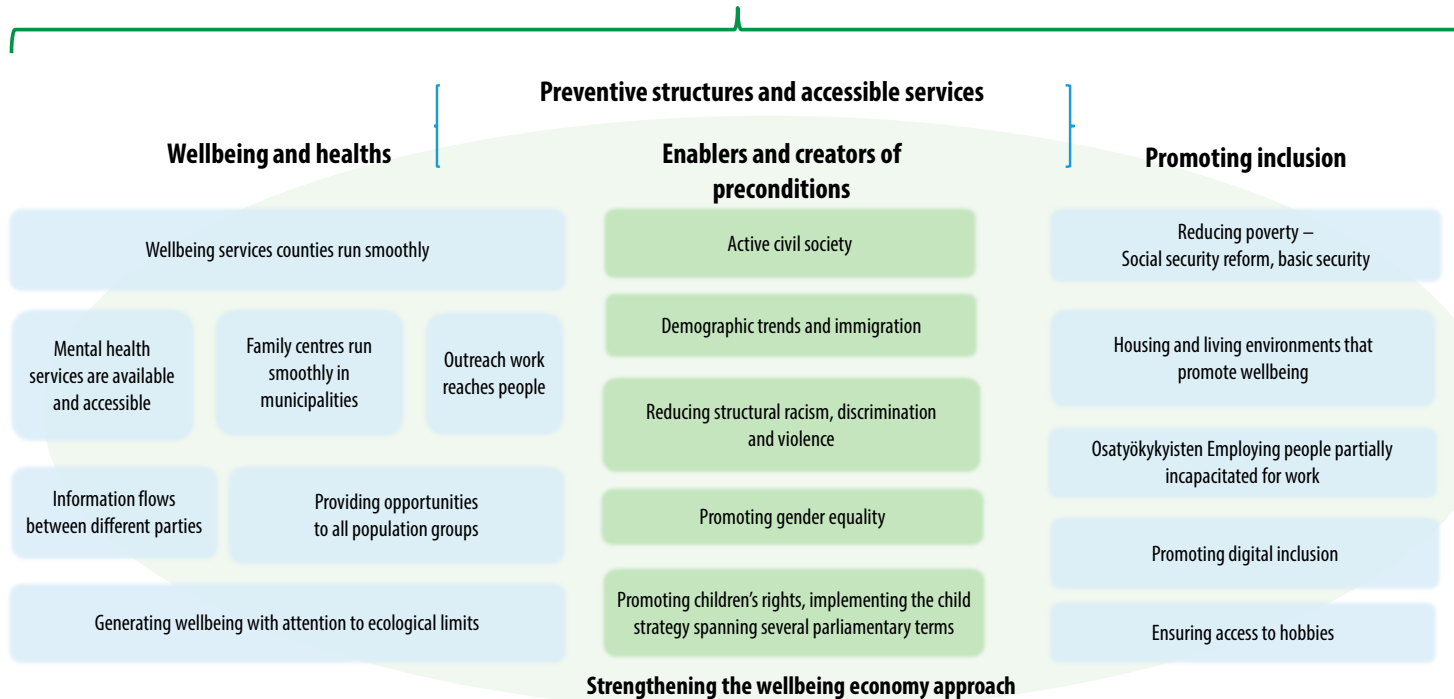 Preventive structures and accessible services
Wellbeing and healths
Wellbeing services counties run smoothly
Mental health
services are available
and accessible
Family centres run
smoothly in
municipalities
Outreach work
reaches people
Information flows
between different parties
Providing opportunities
to all population groups
Generating wellbeing with attention to ecological limits
Enablers and creators of
preconditions
Active civil society
Demographic trends and immigration
Reducing structural racism, discrimination
and violence
Promoting gender equality
Promoting children’s rights, implementing the child
strategy spanning several parliamentary terms
Promoting inclusion
Reducing poverty –
Social security reform, basic security
Housing and living environments that
promote wellbeing
Osatyökykyisten Employing people partially
incapacitated for work
Promoting digital inclusion
Ensuring access to hobbies
Strengthening the wellbeing economy approach